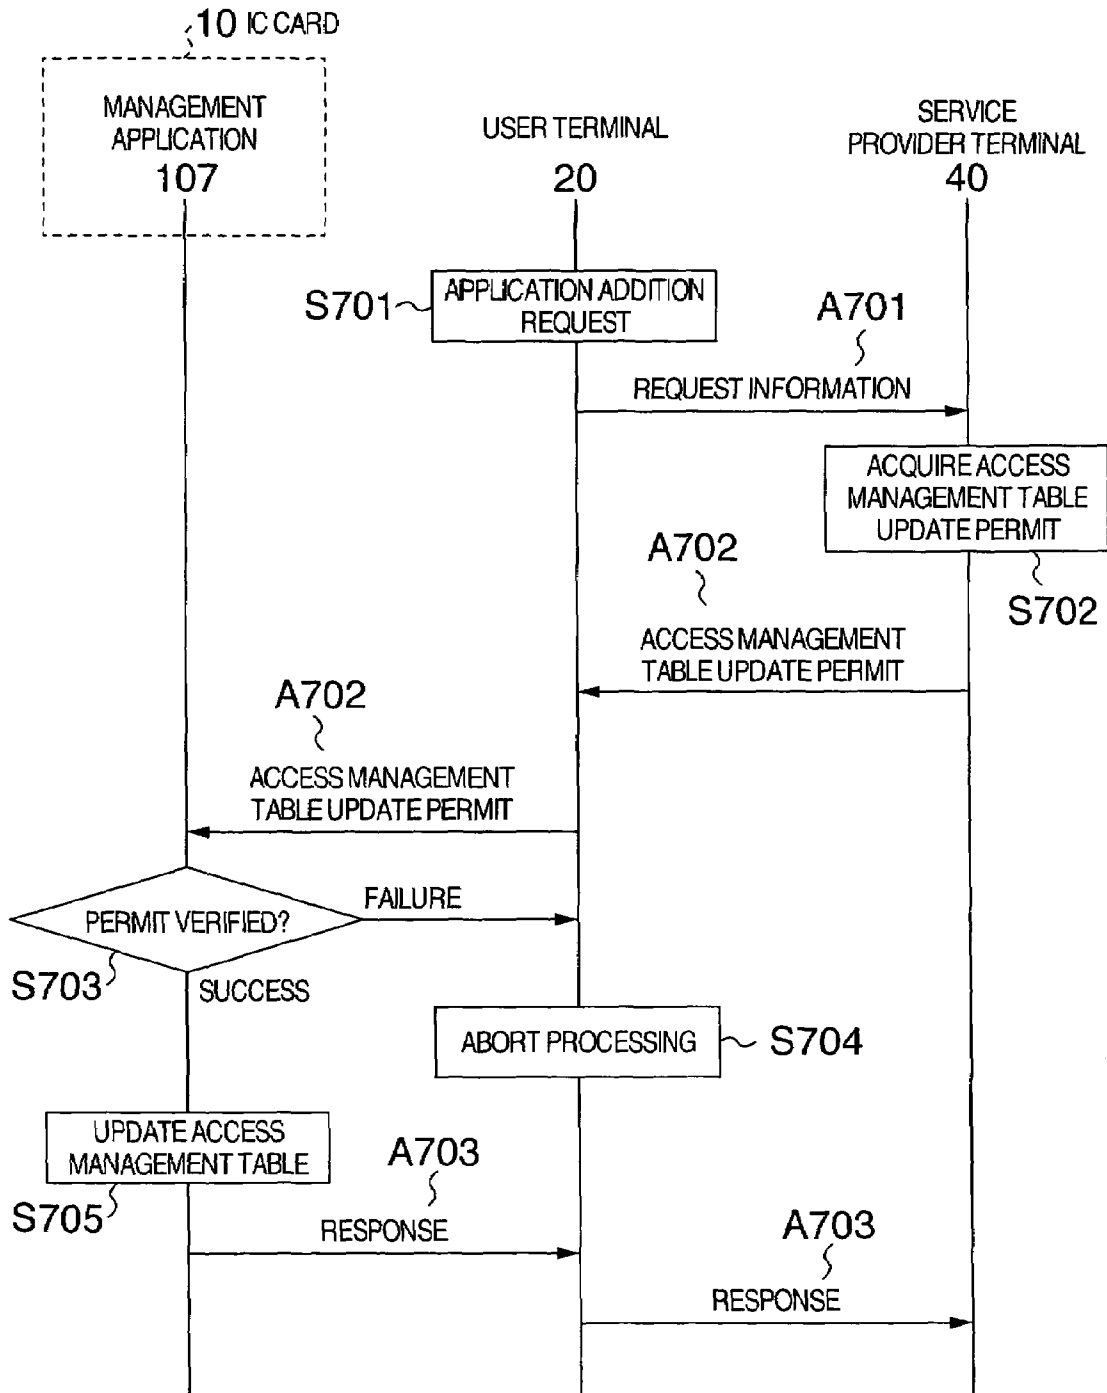 10 IC CARD
MANAGEMENT
APPLICATION
107
USER TERMINAL
20
SERVICE
PROVIDER TERMINAL
40
S701
APPLICATION ADDITION
REQUEST
A701
REQUEST INFORMATION
ACQUIRE ACCESS
MANAGEMENT TABLE
UPDATE PERMIT
S702
A702
ACCESS MANAGEMENT
TABLE UPDATE PERMIT
A702
ACCESS MANAGEMENT
TABLE UPDATE PERMIT
PERMIT VERIFIED?
FAILURE
S703
SUCCESS
ABORT PROCESSING
S704
UPDATE ACCESS
MANAGEMENT TABLE
S705
A703
RESPONSE
A703
RESPONSE